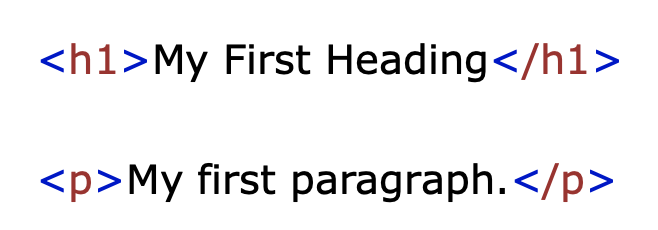 <h1>My First Heading</h1>
<p>My first paragraph.</p>